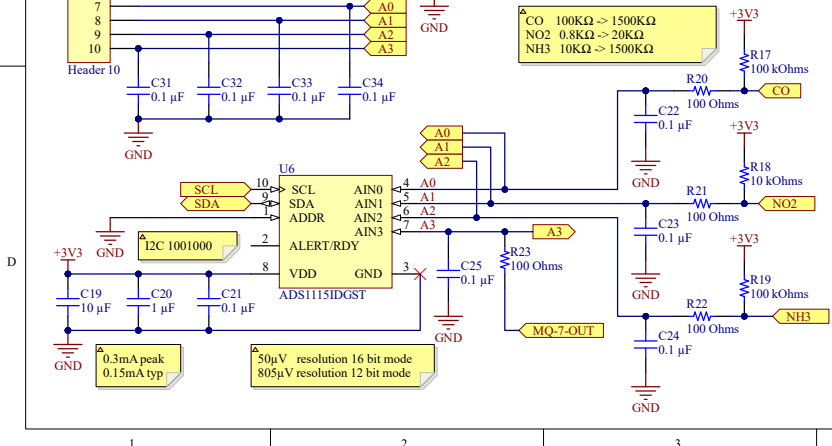 7
A0
8
A1
9
A2
10
A3
Header 10
GND
CO 100KΩ -> 1500KΩ
NO2 0.8KΩ -> 20KΩ
NH3 10KΩ -> 1500KΩ
+3V3
R17
100 kOhms
C31
0.1 µF
C32
0.1 µF
C33
0.1 µF
C34
0.1 µF
GND
R20
100 Ohms
CO
C22
0.1 µF
GND
A0
A1
A2
+3V3
R18
10 kOhms
U6
SCL
10
SCL
AIN0
4
A0
SDA
9
SDA
AIN1
5
A1
1
ADDR
AIN2
6
A2
AIN3
7
A3
A3
2
ALERT/RDY
8
VDD
GND
3
ADS1115IDGST
R21
100 Ohms
NO2
C23
0.1 µF
GND
GND
I2C 1001000
D
+3V3
C19
10 µF
C20
1 µF
C21
0.1 µF
GND
C25
0.1 µF
GND
R23
100 Ohms
MQ-7-OUT
+3V3
R19
100 kOhms
R22
100 Ohms
NH3
C24
0.1 µF
GND
0.3mA peak
0.15mA typ
50µV resolution 16 bit mode
805µV resolution 12 bit mode
1
2
3